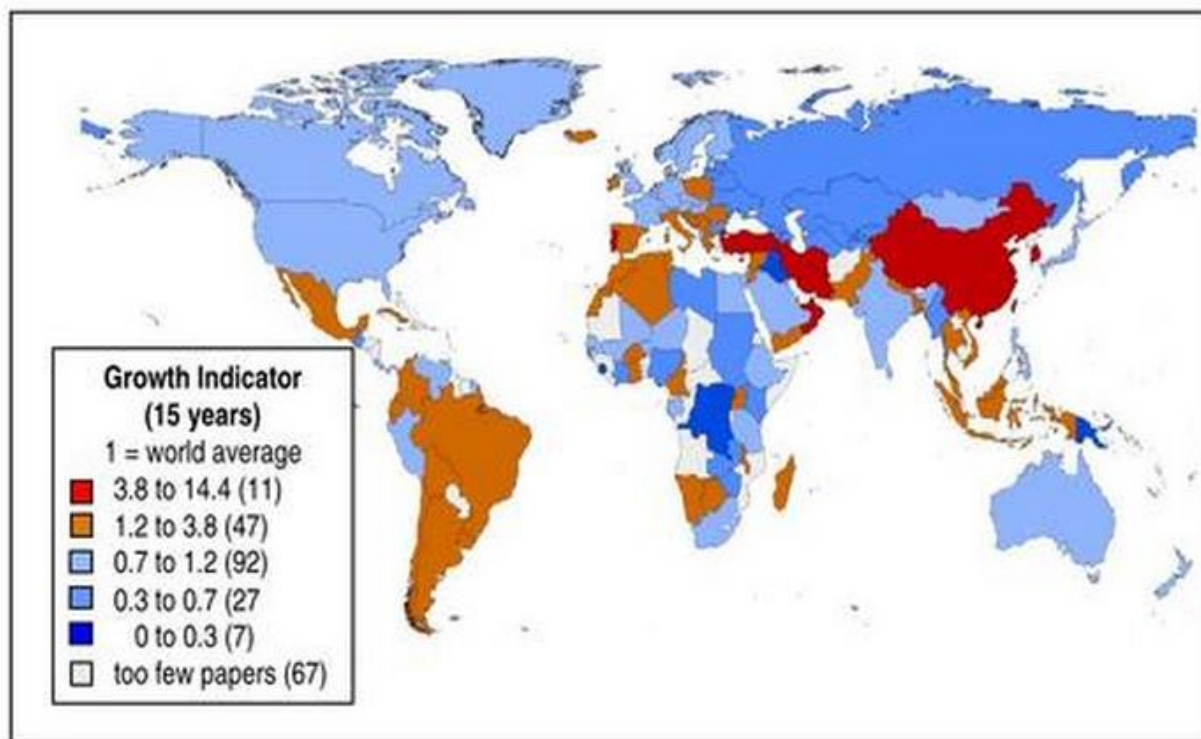 Growth Indicator
(15 years)
1 = world average
3.8 to 14.4 (11)
1.2 to 3.8 (47)
0.7 to 1.2 (92)
0.3 to 0.7 (27
0 to 0.3 (7)
too few papers (67)